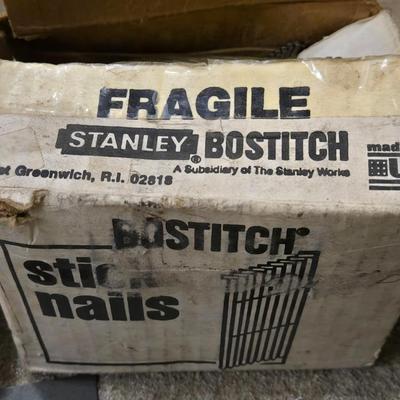 FRAGILE
STANLEY® BOSTITCH
made
A Subsidiary of The Stanley Works
Greenwich, R.I. 02818
BOSTITCH®
nails